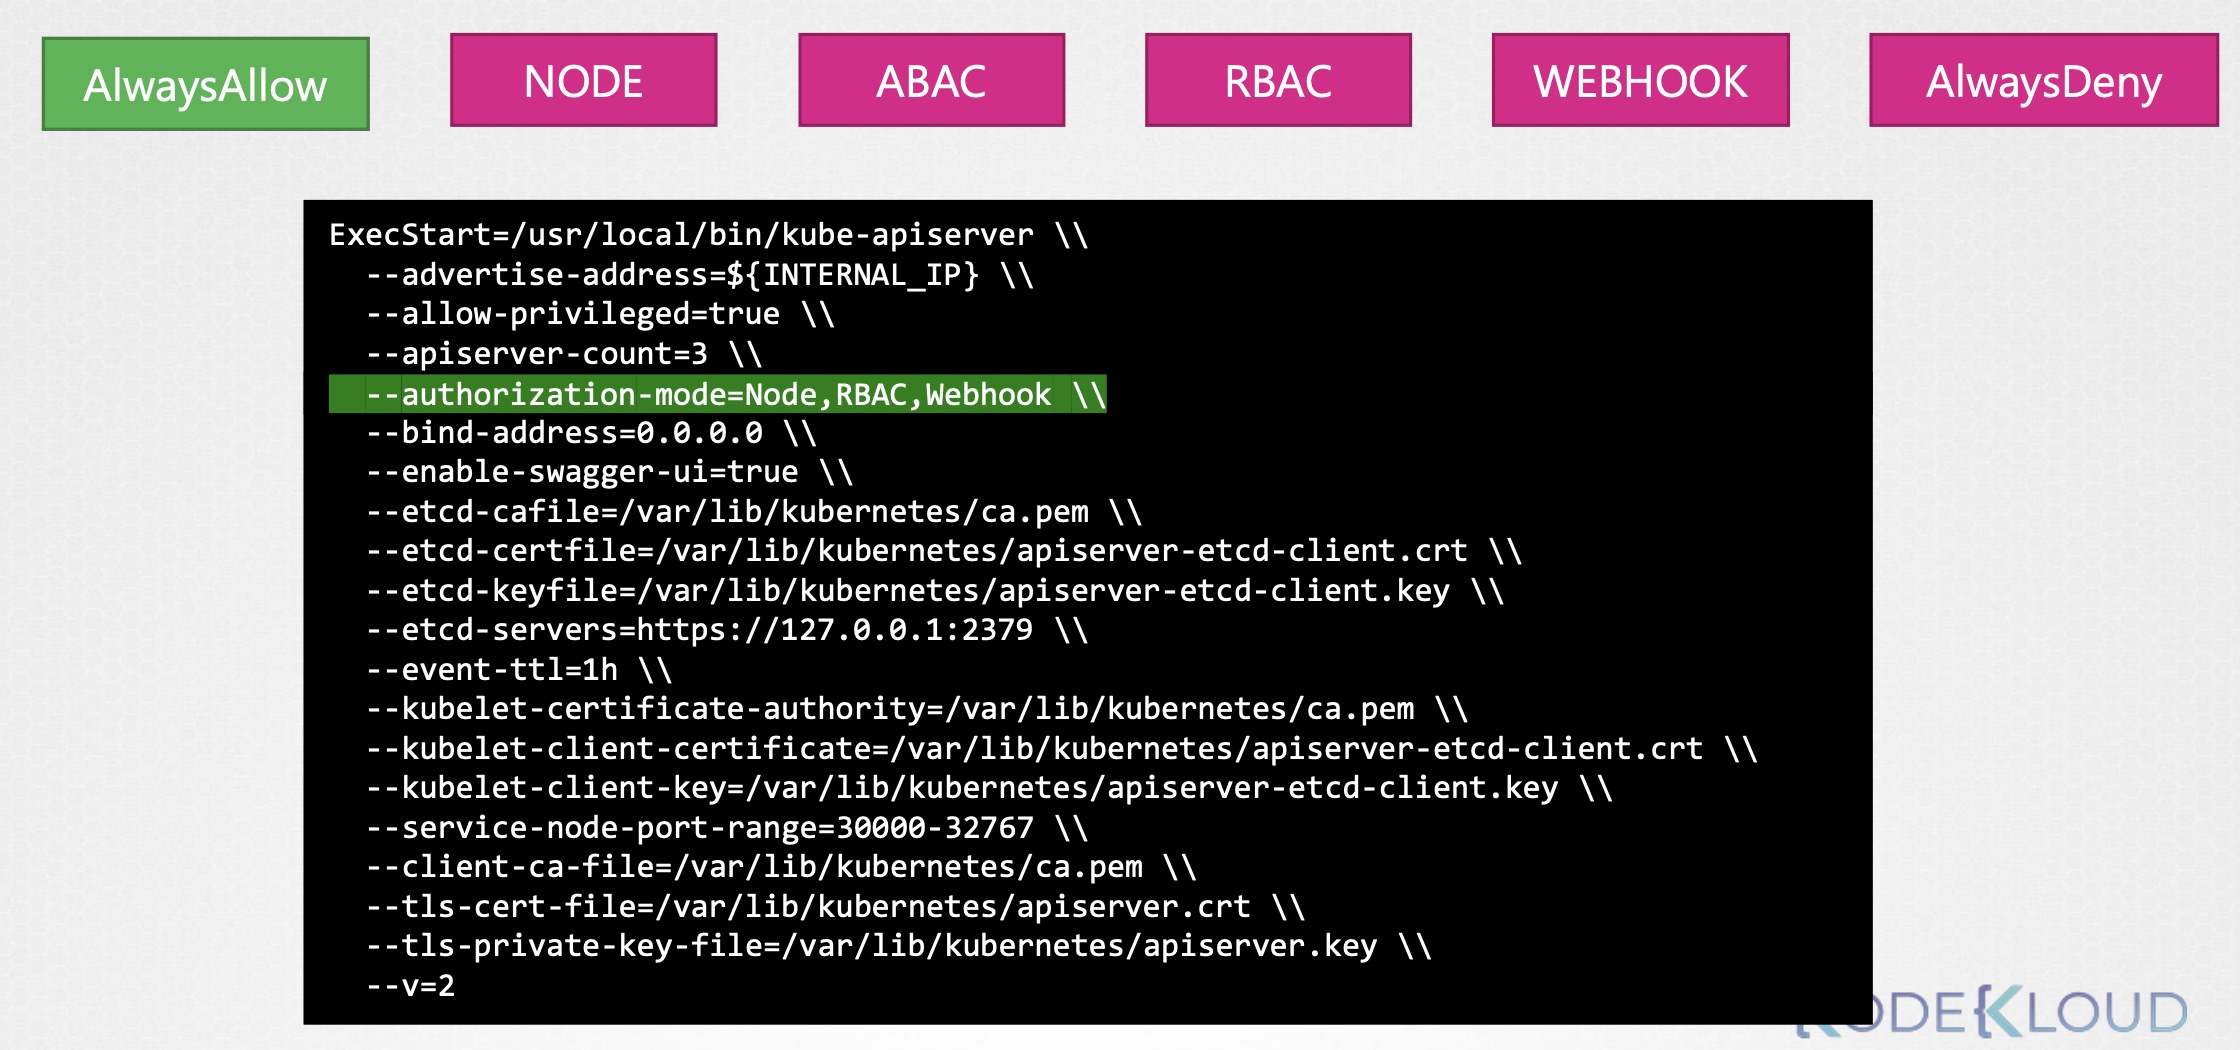 AlwaysAllow NODE ABAC RBAC WEBHOOK AlwaysDeny
ExecStart=/usr/local/bin/kube-apiserver \\
--advertise-address=${INTERNAL_IP} \\
--allow-privileged=true \\
--apiserver-count=3 \\
--authorization-mode=Node,RBAC,Webhook \\
--bind-address=0.0.0.0 \\
--enable-swagger-ui=true \\
--etcd-cafile=/var/lib/kubernetes/ca.pem \\
--etcd-certfile=/var/lib/kubernetes/apiserver-etcd-client.crt \\
--etcd-keyfile=/var/lib/kubernetes/apiserver-etcd-client.key \\
--etcd-servers=https://127.0.0.1:2379 \\
--event-ttl=1h \\
--kubelet-certificate-authority=/var/lib/kubernetes/ca.pem \\
--kubelet-client-certificate=/var/lib/kubernetes/apiserver-etcd-client.crt \\
--kubelet-client-key=/var/lib/kubernetes/apiserver-etcd-client.key \\
--service-node-port-range=30000-32767 \\
--client-ca-file=/var/lib/kubernetes/ca.pem \\
--tls-cert-file=/var/lib/kubernetes/apiserver.crt \\
--tls-private-key-file=/var/lib/kubernetes/apiserver.key \\
--v=2
KODEKLOUD